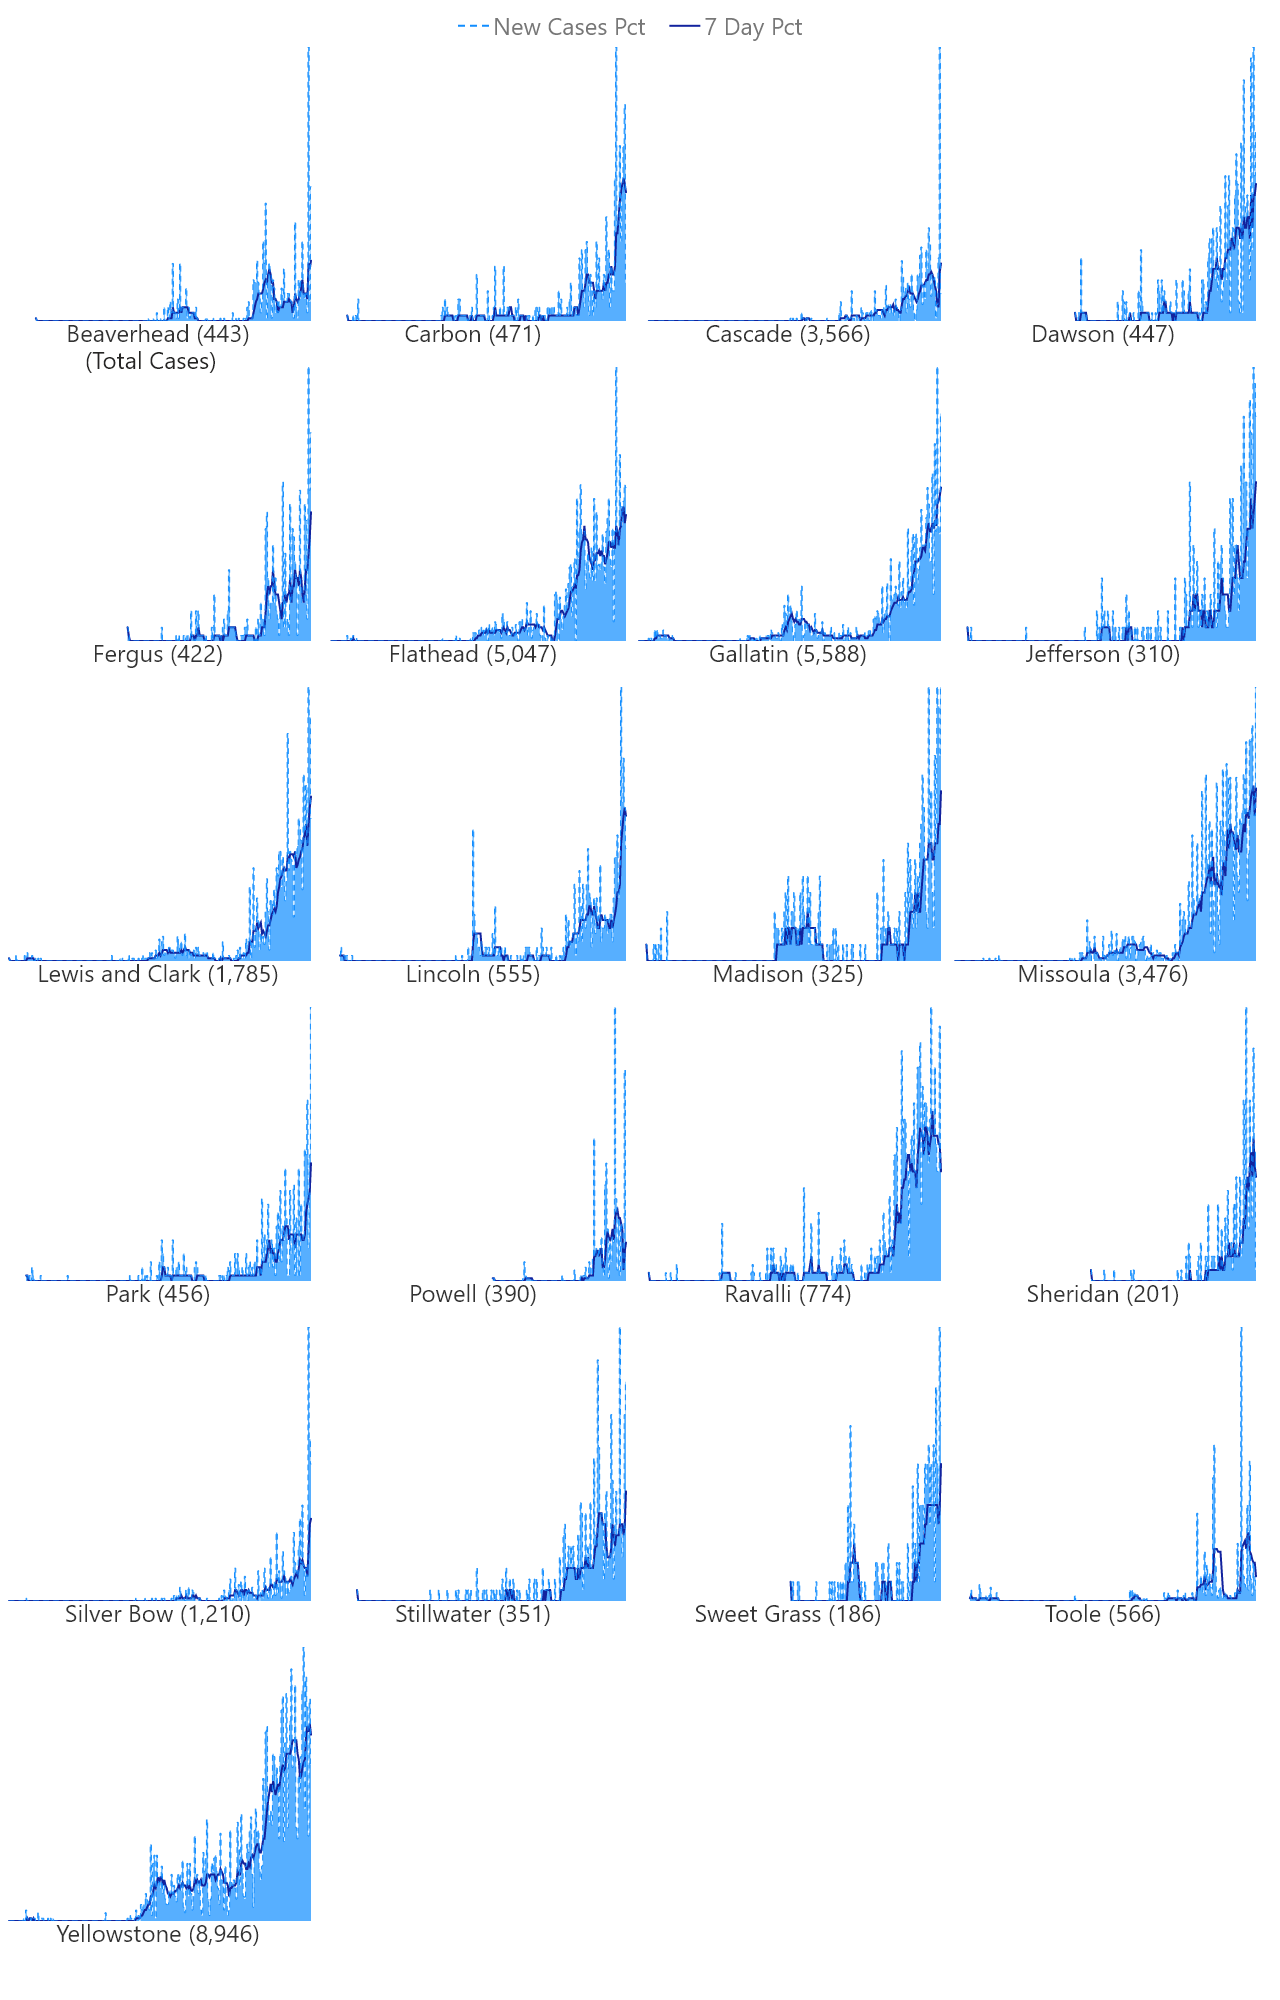 New Cases Pct 7 Day Pct
Beaverhead (443) Carbon (471) Cascade (3,566) Dawson (447)
(Total Cases)
Fergus (422) Flathead (5,047) Gallatin (5,588) Jefferson (310)
Lewis and Clark (1,785) Lincoln (555) Madison (325) Missoula (3,476)
Park (456) Powell (390) Ravalli (774) Sheridan (201)
Silver Bow (1,210) Stillwater (351) Sweet Grass (186) Toole (566)
Yellowstone (8,946)